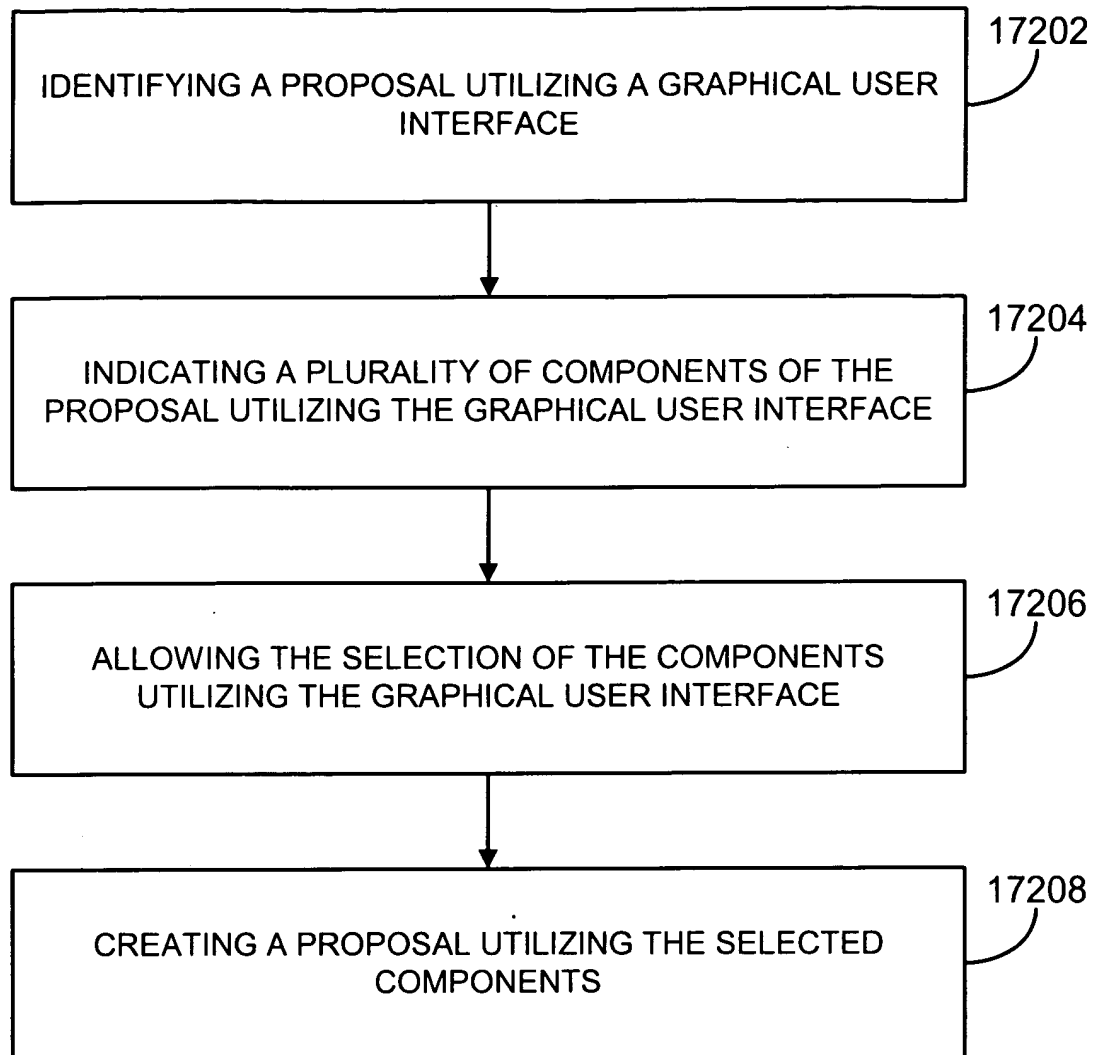 17202
IDENTIFYING A PROPOSAL UTILIZING A GRAPHICAL USER
INTERFACE
17204
INDICATING A PLURALITY OF COMPONENTS OF THE
PROPOSAL UTILIZING THE GRAPHICAL USER INTERFACE
17206
ALLOWING THE SELECTION OF THE COMPONENTS
UTILIZING THE GRAPHICAL USER INTERFACE
17208
CREATING A PROPOSAL UTILIZING THE SELECTED
COMPONENTS